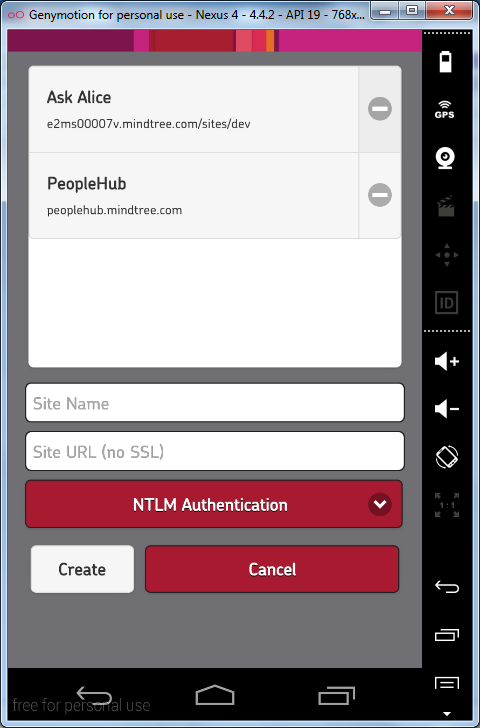 Genymotion for personal use - Nexus 4 - 4.4.2 - API 19 - 768x...
Ask Alice
e2ms00007v.mindtree.com/sites/dev
PeopleHub
peoplehub.mindtree.com
Site Name
Site URL (no SSL)
NTLM Authentication
Create
Cancel
free for personal use
GPS
ID
1:1